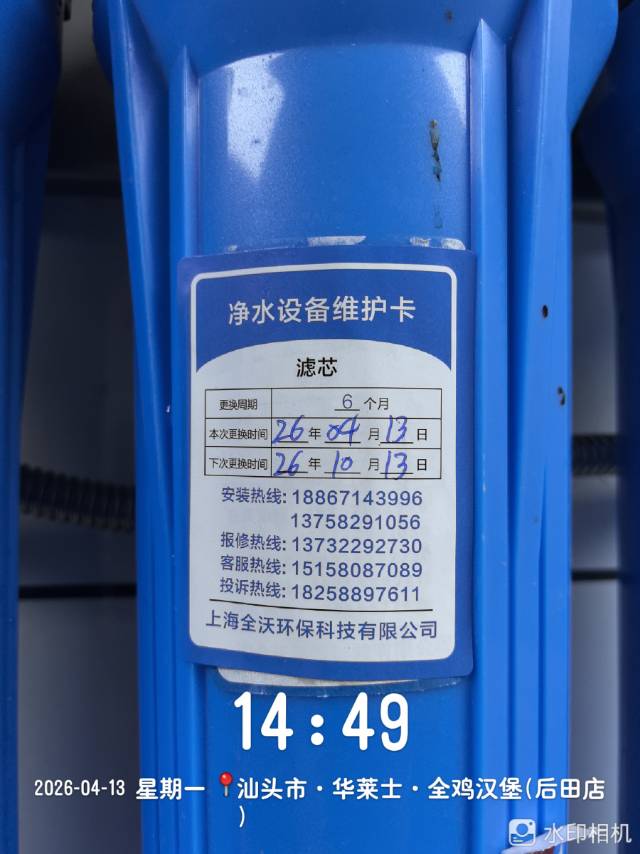 净水设备维护卡
滤芯
更换周期 6 个月
本次更换时间 26 年 04 月 13 日
下次更换时间 26 年 10 月 13 日
安装热线: 18867143996
13758291056
报修热线: 13732292730
客服热线: 15158087089
投诉热线: 18258897611
上海全沃环保科技有限公司
14:49
2026-04-13 星期一 📍汕头市·华莱士·全鸡汉堡(后田店
)
水印相机